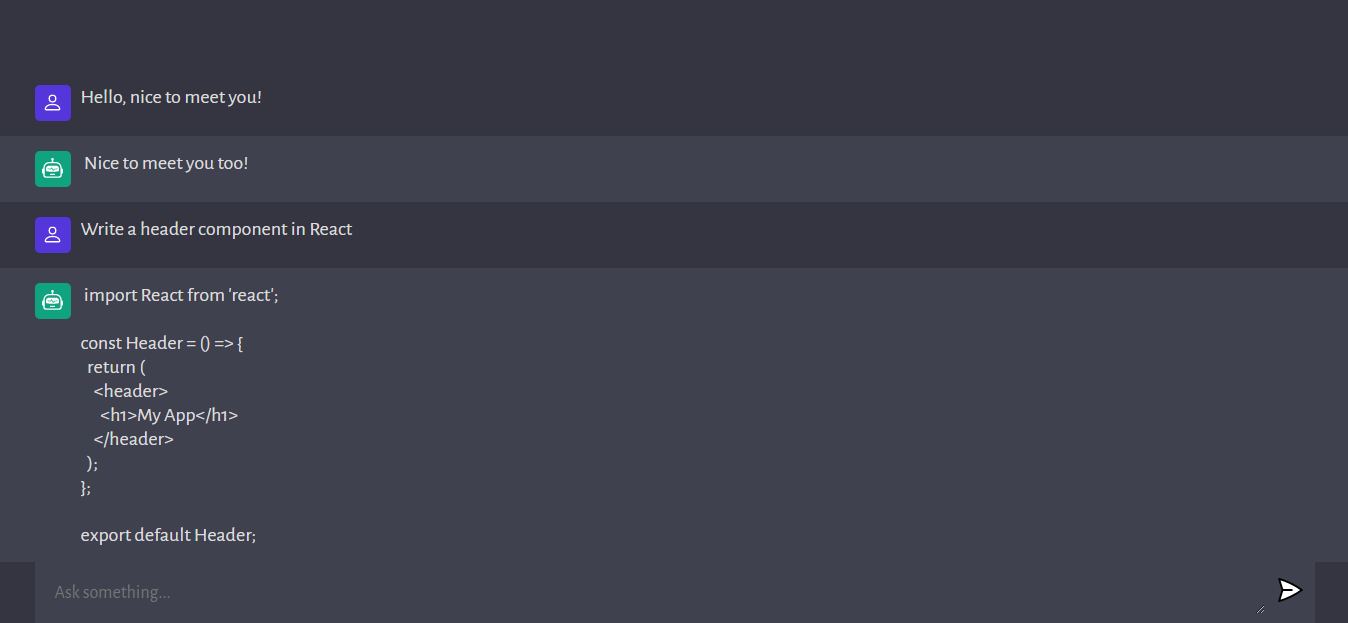 Hello, nice to meet you!
Nice to meet you too!
Write a header component in React
import React from 'react';
const Header = () => {
return (
<header>
<h1>My App</h1>
</header>
);
};
export default Header;
Ask something...